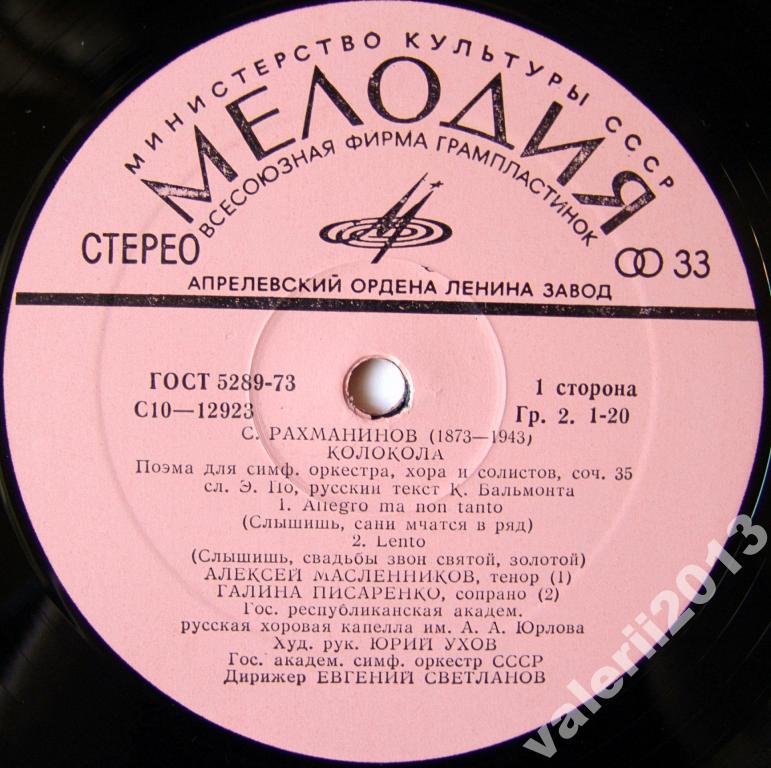 МИНИСТЕРСТВО КУЛЬТУРЫ СССР
МЕЛОДИЯ
ВСЕСОЮЗНАЯ ФИРМА ГРАМПЛАСТИНОК
СТЕРЕО
33
АПРЕЛЕВСКИЙ ОРДЕНА ЛЕНИНА ЗАВОД
ГОСТ 5289-73
1 сторона
С10—12923
Гр. 2. 1-20
С. РАХМАНИНОВ (1873—1943)
КОЛОКОЛА
Поэма для симф. оркестра, хора и солистов, соч. 35
сл. Э. По, русский текст К. Бальмонта
1. Allegro ma non tanto
(Слышишь, сани мчатся в ряд)
2. Lento
(Слышишь, свадьбы звон святой, золотой)
АЛЕКСЕЙ МАСЛЕННИКОВ, тенор (1)
ГАЛИНА ПИСАРЕНКО, сопрано (2)
Гос. республиканская академ.
русская хоровая капелла им. А. А. Юрлова
Худ. рук. ЮРИЙ УХОВ
Гос. академ. симф. оркестр СССР
Дирижер ЕВГЕНИЙ СВЕТЛАНОВ
valerii2013